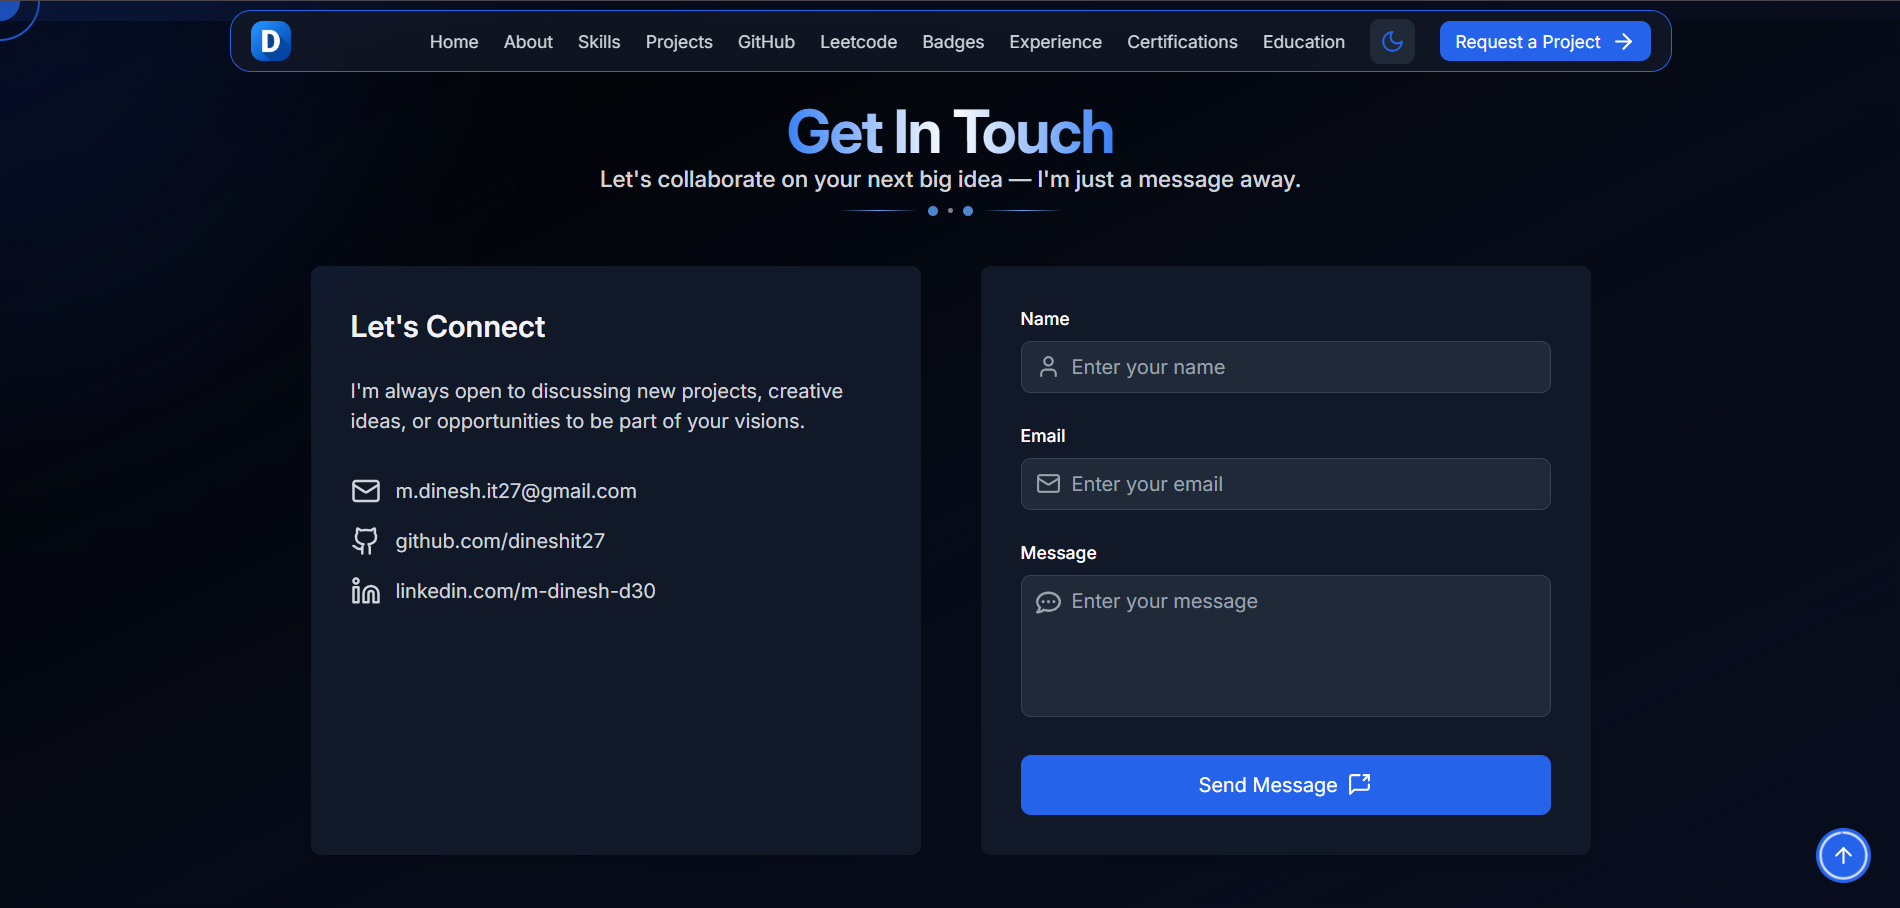 D
Home
About
Skills
Projects
GitHub
Leetcode
Badges
Experience
Certifications
Education
Request a Project
Get In Touch
Let's collaborate on your next big idea — I'm just a message away.
Let's Connect
I'm always open to discussing new projects, creative
ideas, or opportunities to be part of your visions.
m.dinesh.it27@gmail.com
github.com/dineshit27
linkedin.com/m-dinesh-d30
Name
Enter your name
Email
Enter your email
Message
Enter your message
Send Message